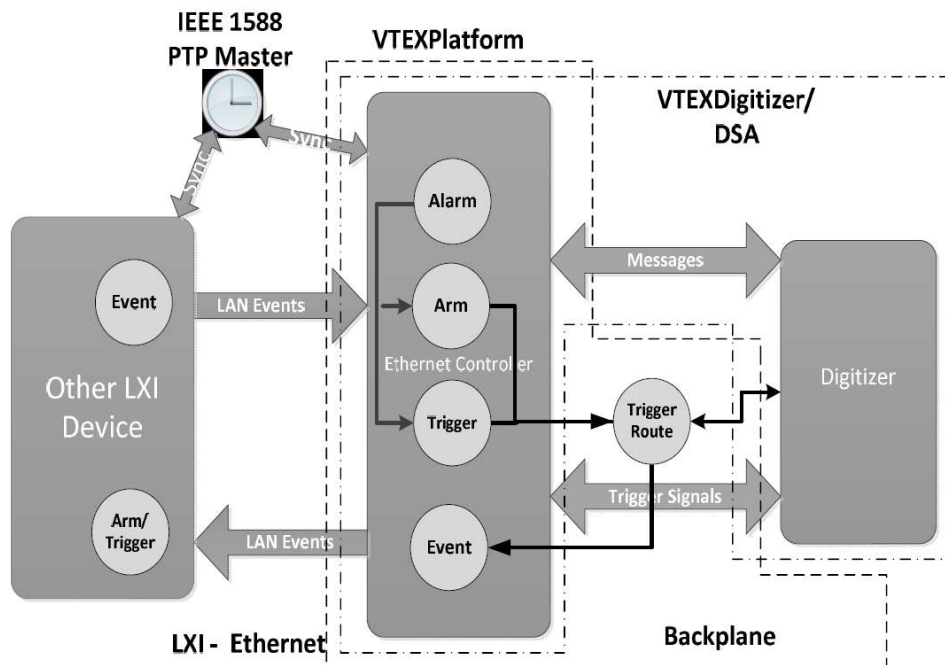 IEEE 1588
PTP Master
VTEXPlatform
VTEXDigitizer/
DSA
Sync
Sync
Alarm
Messages
Event
LAN Events
Arm
Ethernet Controller
Other LXI
Device
Digitizer
Trigger
Trigger
Route
Trigger Signals
Arm/
Trigger
LAN Events
Event
LXI - Ethernet
Backplane